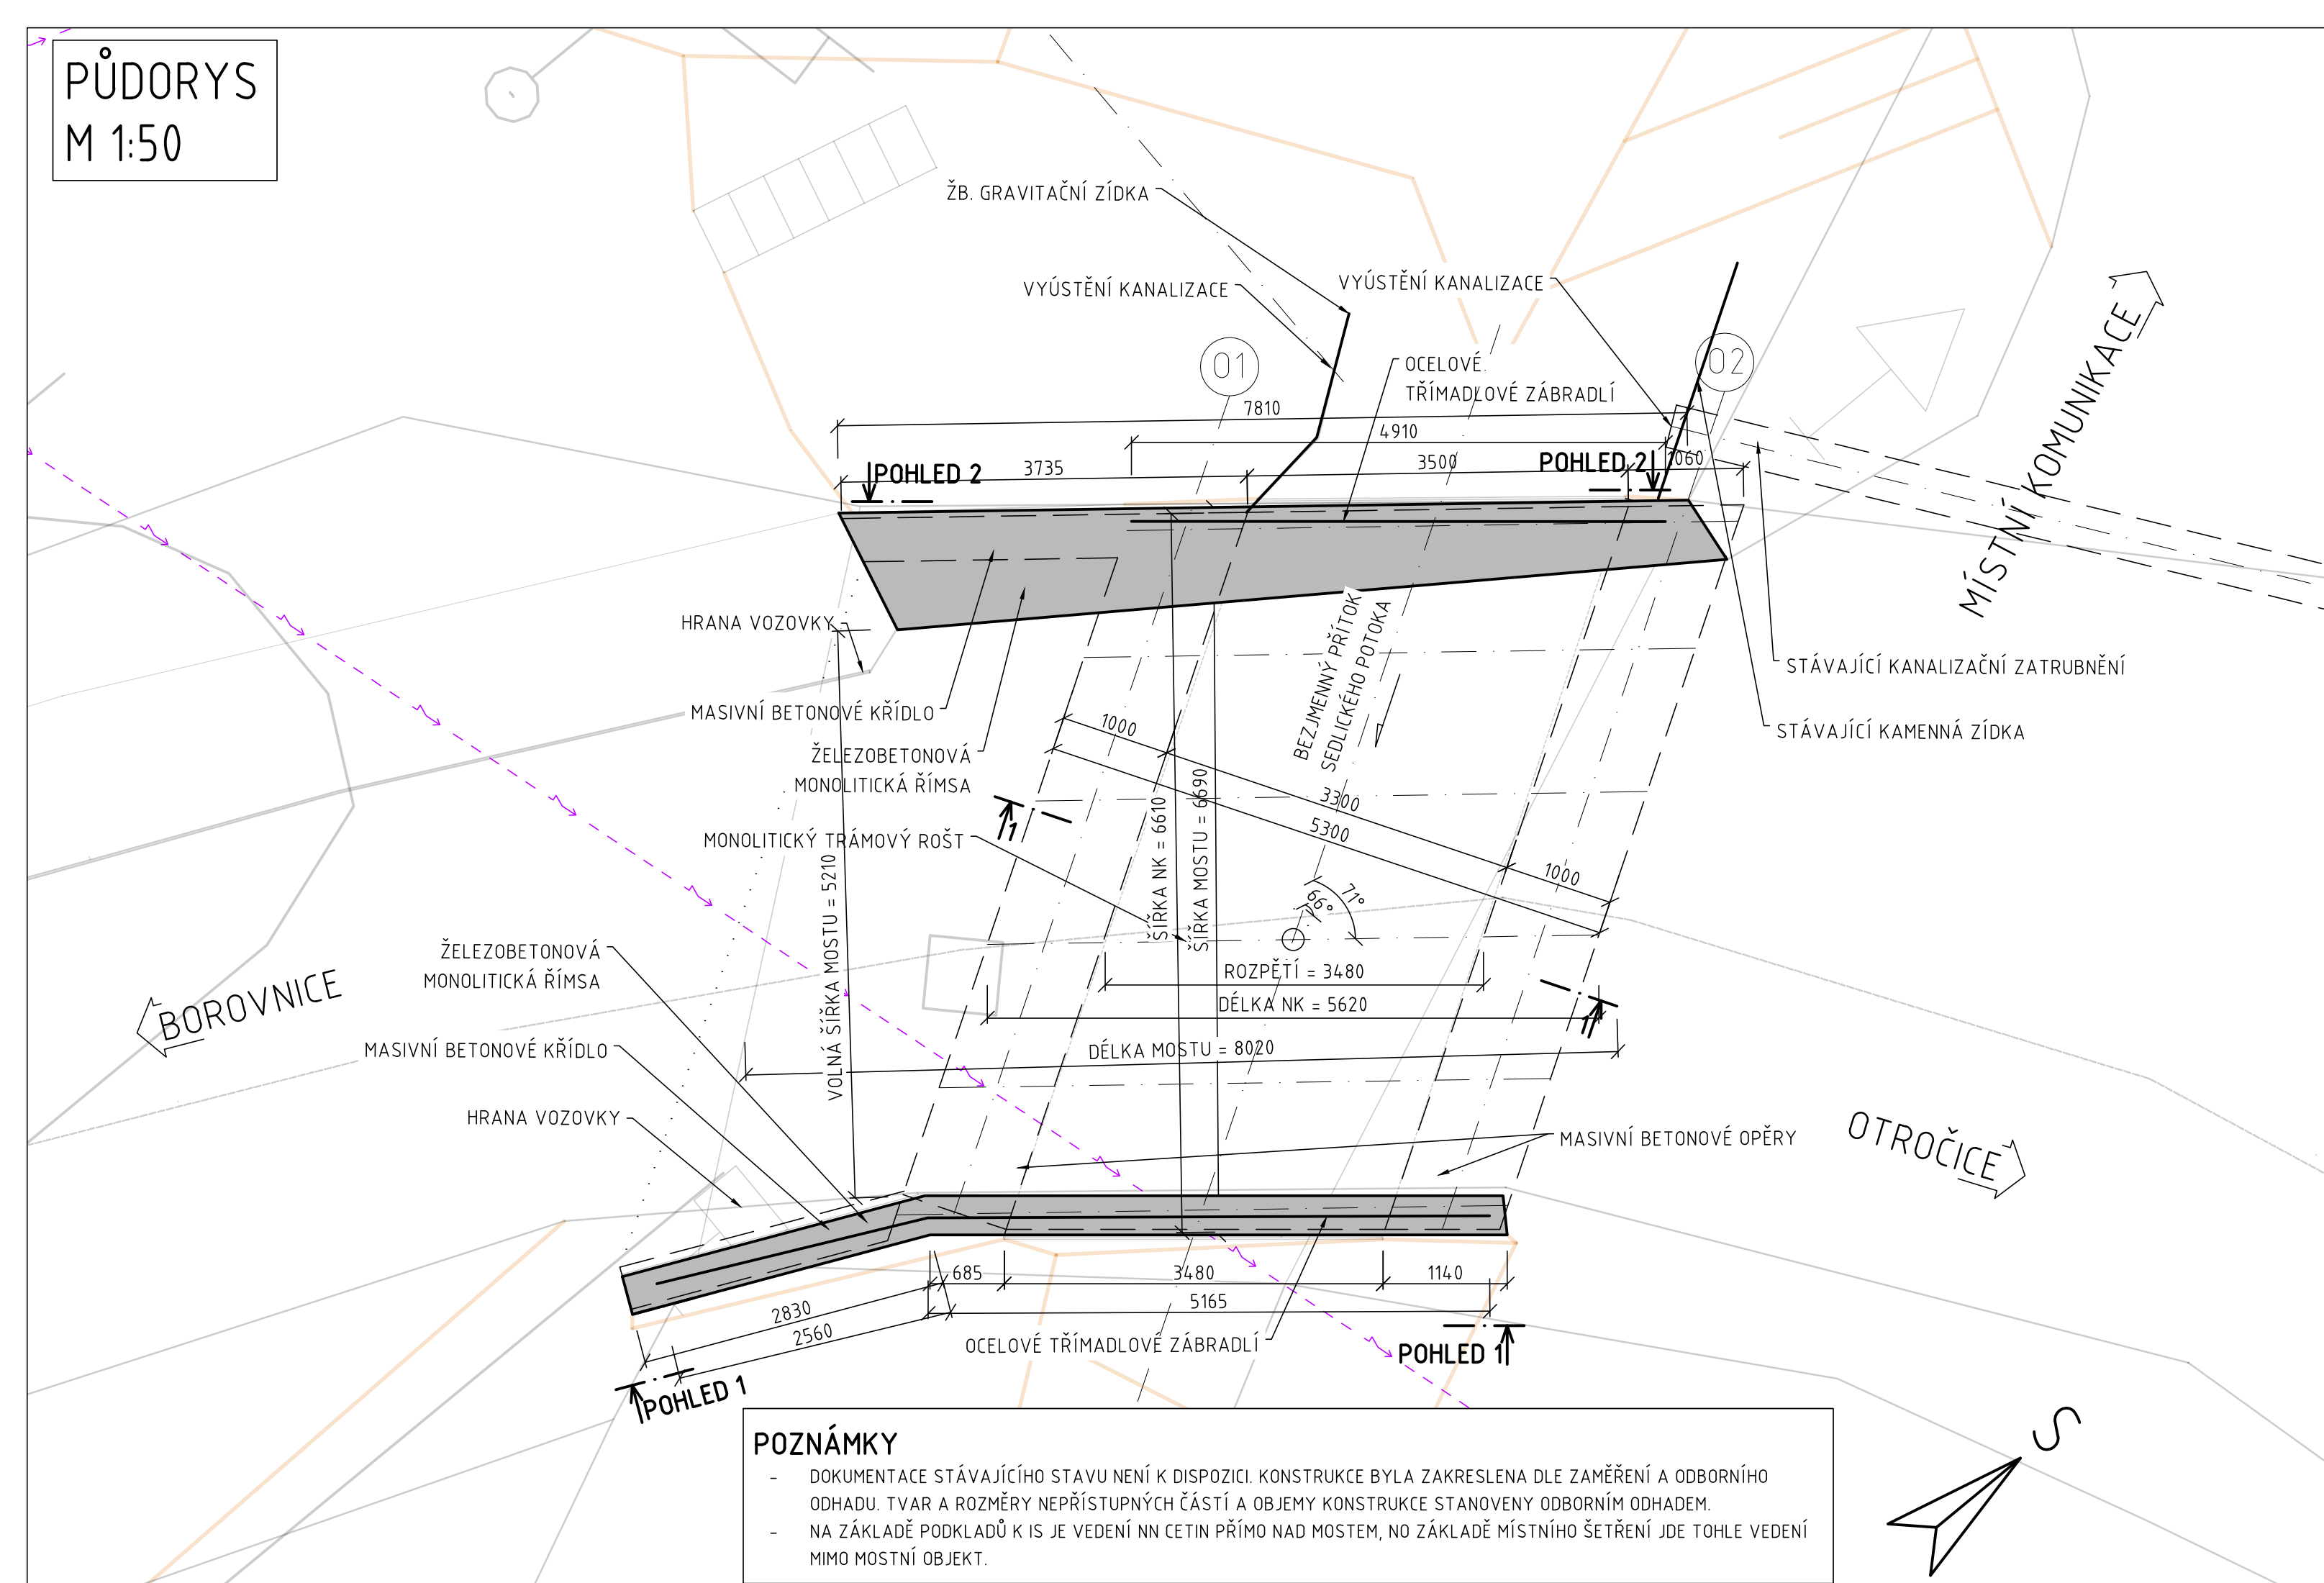 PŮDORYS
M 1:50
ŽB. GRAVITAČNÍ ZÍDKA
VYÚSTĚNÍ KANALIZACE
VYÚSTĚNÍ KANALIZACE
O1
O2
OCELOVÉ
TŘÍMADLOVÉ ZÁBRADLÍ
7810
4910
POHLED 2
3735
3500
POHLED 2
1060
MÍSTNÍ KOMUNIKACE
HRANA VOZOVKY
BEZJMENNÝ PŘÍTOK
SEDLICKÉHO POTOKA
STÁVAJÍCÍ KANALIZAČNÍ ZATRUBNĚNÍ
MASIVNÍ BETONOVÉ KŘÍDLO
1000
STÁVAJÍCÍ KAMENNÁ ZÍDKA
ŽELEZOBETONOVÁ
MONOLITICKÁ ŘÍMSA
3300
5300
1
MONOLITICKÝ TRÁMOVÝ ROŠT
ŠÍŘKA NK = 6610
ŠÍŘKA MOSTU = 6690
VOLNÁ ŠÍŘKA MOSTU = 5210
1000
66°
71°
ŽELEZOBETONOVÁ
MONOLITICKÁ ŘÍMSA
ROZPĚTÍ = 3480
DÉLKA NK = 5620
1
BOROVNICE
MASIVNÍ BETONOVÉ KŘÍDLO
DÉLKA MOSTU = 8020
HRANA VOZOVKY
MASIVNÍ BETONOVÉ OPĚRY
OTROČICE
685
3480
1140
2830
5165
2560
OCELOVÉ TŘÍMADLOVÉ ZÁBRADLÍ
POHLED 1
POHLED 1
S
POZNÁMKY
- DOKUMENTACE STÁVAJÍCÍHO STAVU NENÍ K DISPOZICI. KONSTRUKCE BYLA ZAKRESLENA DLE ZAMĚŘENÍ A ODBORNÍHO
ODHADU. TVAR A ROZMĚRY NEPŘÍSTUPNÝCH ČÁSTÍ A OBJEMY KONSTRUKCE STANOVENY ODBORNÍM ODHADEM.
- NA ZÁKLADĚ PODKLADŮ K IS JE VEDENÍ NN CETIN PŘÍMO NAD MOSTEM, NO ZÁKLADĚ MÍSTNÍHO ŠETŘENÍ JDE TOHLE VEDENÍ
MIMO MOSTNÍ OBJEKT.